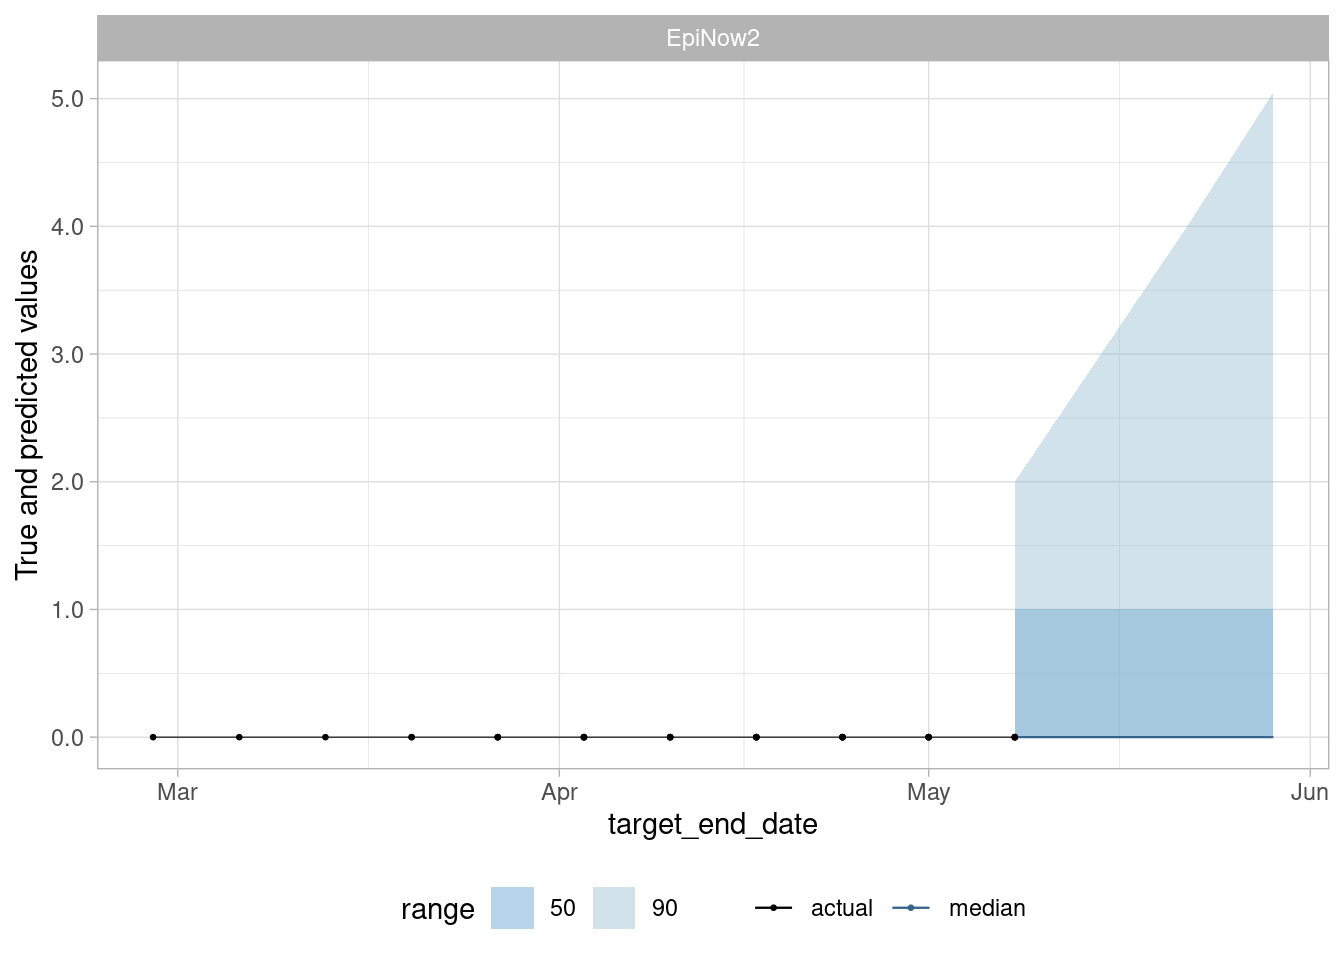 EpiNow2
True and predicted values
5.0
4.0
3.0
2.0
1.0
0.0
Mar Apr May Jun
target_end_date
range 50 90 actual median